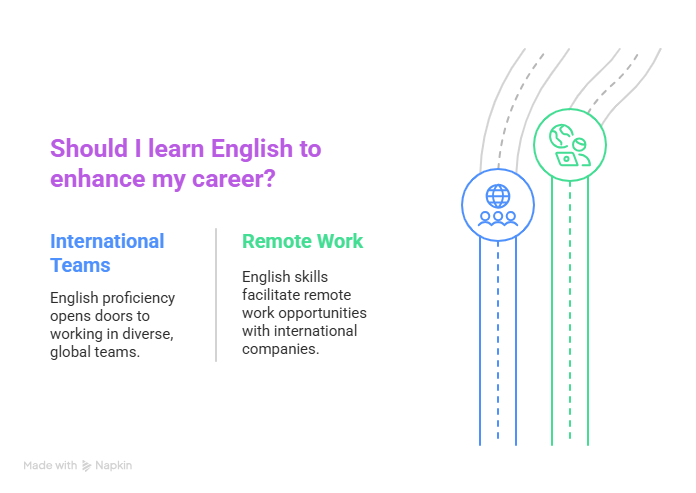 Should I learn English to
enhance my career?
International
Teams
English proficiency
opens doors to
working in diverse,
global teams.
Remote Work
English skills
facilitate remote
work opportunities
with international
companies.
Made with Napkin